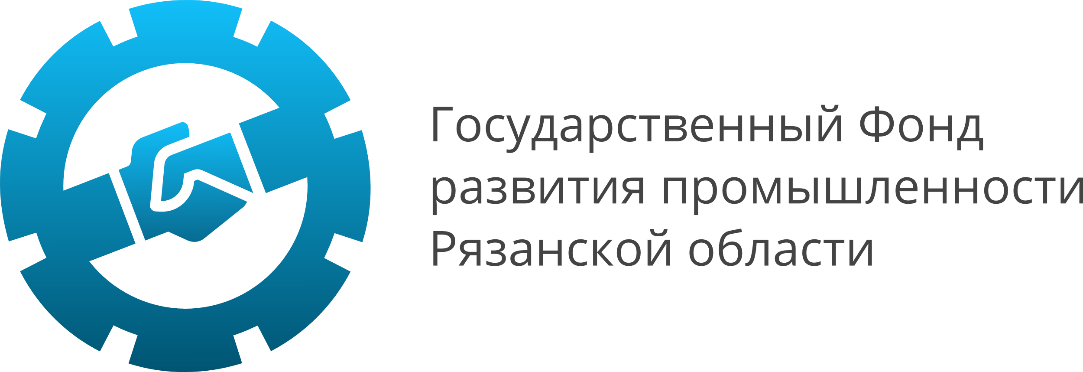 Государственный Фонд
развития промышленности
Рязанской области